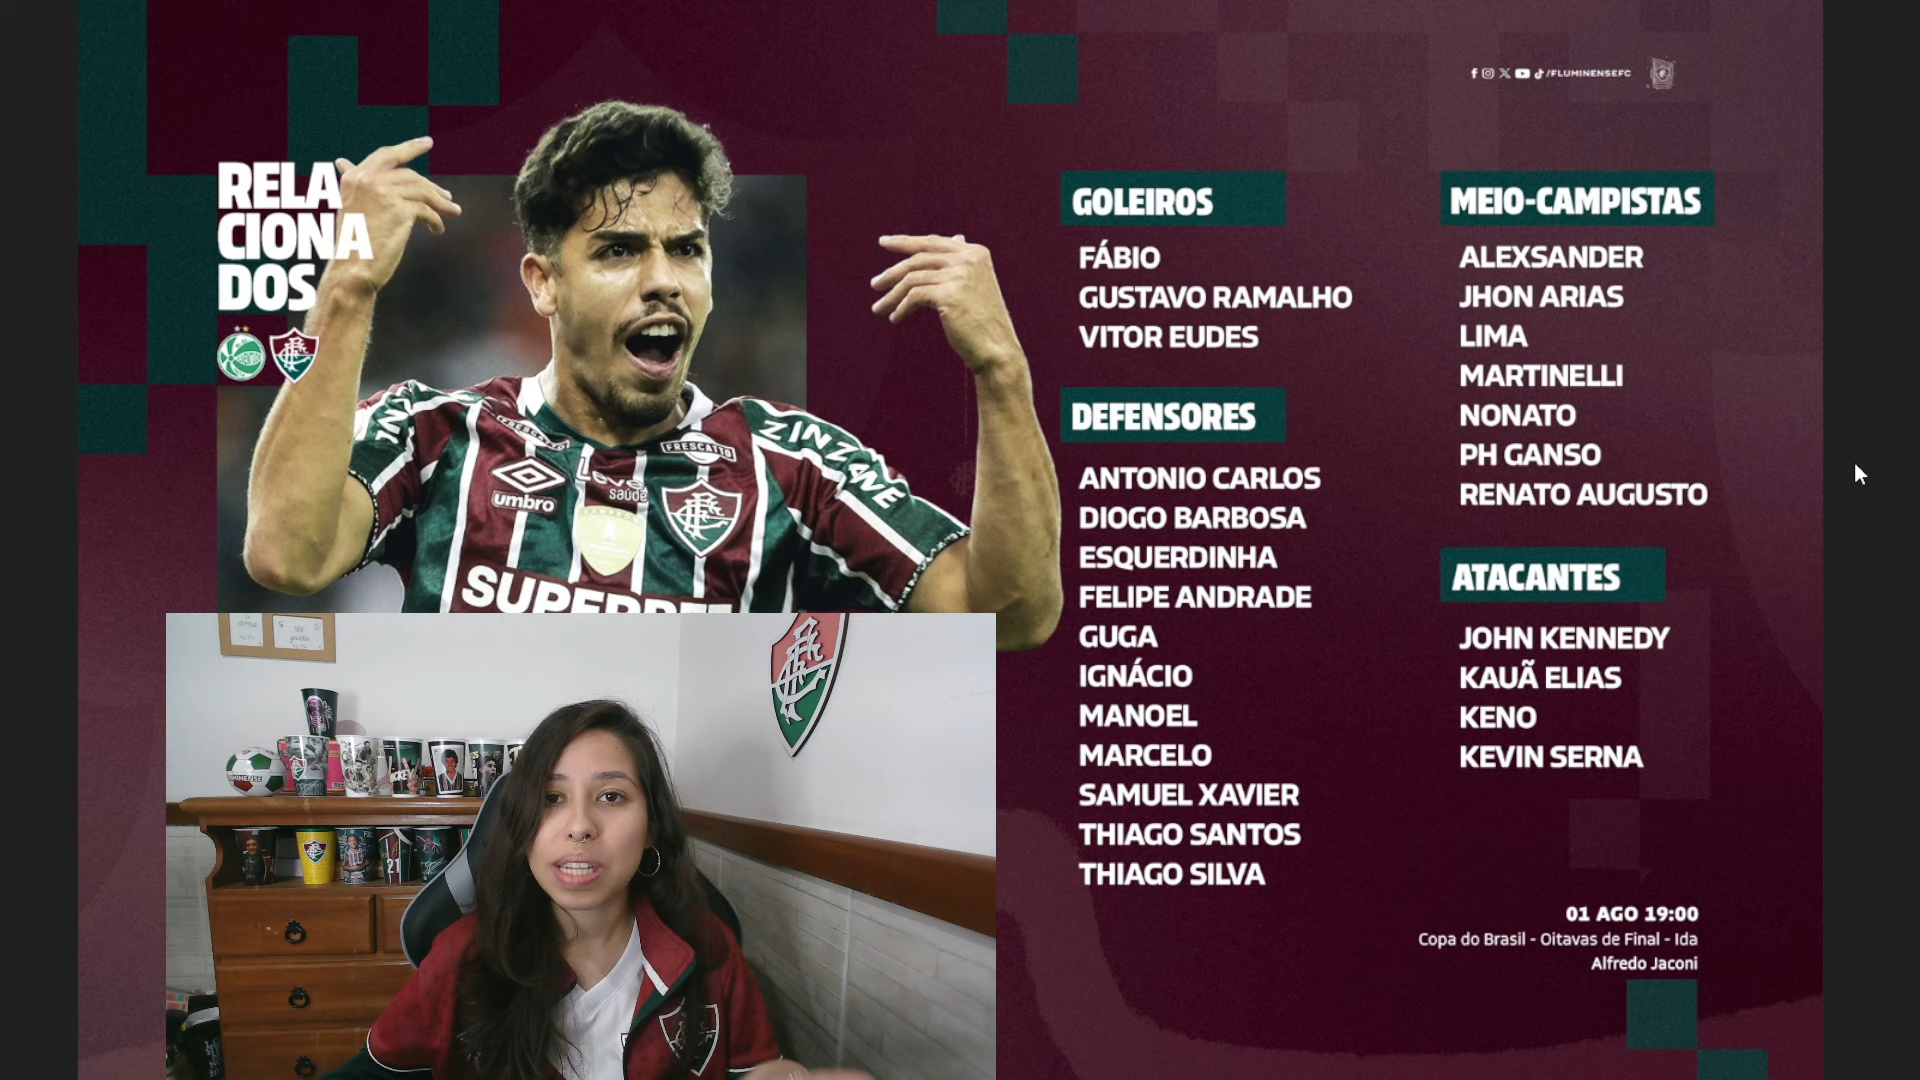 /FLUMINENSEFC
RELA
CIONA
DOS
GOLEIROS
FÁBIO
GUSTAVO RAMALHO
VITOR EUDES
DEFENSORES
ANTONIO CARLOS
DIOGO BARBOSA
ESQUERDINHA
FELIPE ANDRADE
GUGA
IGNÁCIO
MANOEL
MARCELO
SAMUEL XAVIER
THIAGO SANTOS
THIAGO SILVA
MEIO-CAMPISTAS
ALEXSANDER
JHON ARIAS
LIMA
MARTINELLI
NONATO
PH GANSO
RENATO AUGUSTO
ATACANTES
JOHN KENNEDY
KAUÃ ELIAS
KENO
KEVIN SERNA
01 AGO 19:00
Copa do Brasil - Oitavas de Final - Ida
Alfredo Jaconi
ZINZANE
FRESCATTO
umbro
saúde
21